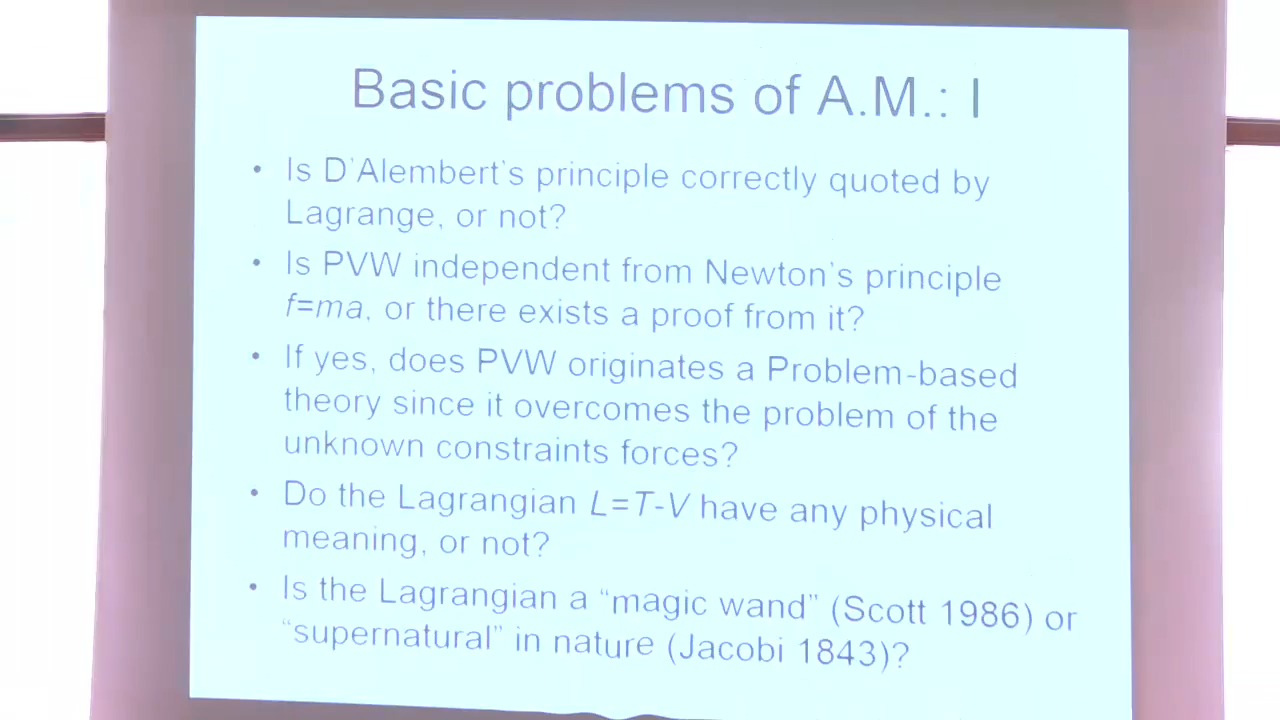 Basic problems of A.M.: I
• Is D'Alembert's principle correctly quoted by
Lagrange, or not?
• Is PVW independent from Newton's principle
f=ma, or there exists a proof from it?
• If yes, does PVW originates a Problem-based
theory since it overcomes the problem of the
unknown constraints forces?
• Do the Lagrangian L=T-V have any physical
meaning, or not?
• Is the Lagrangian a “magic wand” (Scott 1986) or
“supernatural” in nature (Jacobi 1843)?